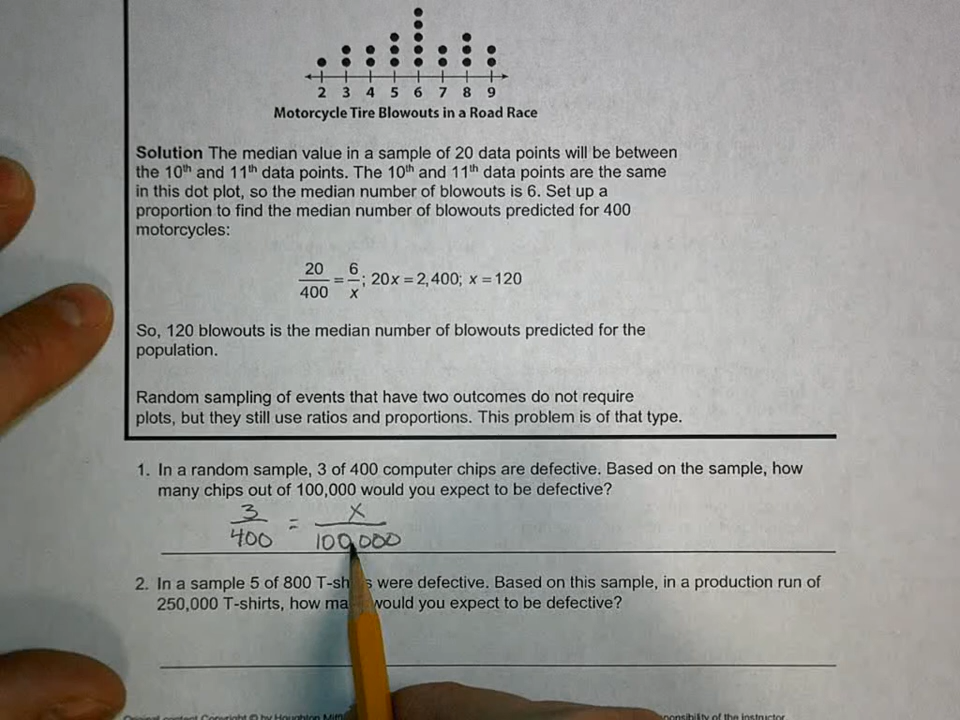 2 3 4 5 6 7 8 9
Motorcycle Tire Blowouts in a Road Race
Solution The median value in a sample of 20 data points will be between
the 10th and 11th data points. The 10th and 11th data points are the same
in this dot plot, so the median number of blowouts is 6. Set up a
proportion to find the median number of blowouts predicted for 400
motorcycles:
20/400 = 6/x; 20x = 2,400; x = 120
So, 120 blowouts is the median number of blowouts predicted for the
population.
Random sampling of events that have two outcomes do not require
plots, but they still use ratios and proportions. This problem is of that type.
1. In a random sample, 3 of 400 computer chips are defective. Based on the sample, how
many chips out of 100,000 would you expect to be defective?
3/400 = x/100,000
2. In a sample 5 of 800 were defective. Based on this sample, in a production run of
250,000 T-shirts, how would you expect to be defective?
Original content Copyright © by Houghton of the instructor.